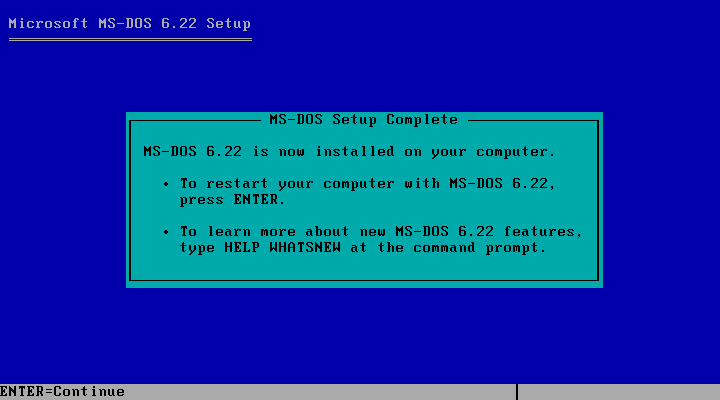 Microsoft MS-DOS 6.22 Setup
MS-DOS Setup Complete
MS-DOS 6.22 is now installed on your computer.
• To restart your computer with MS-DOS 6.22,
press ENTER.
• To learn more about new MS-DOS 6.22 features,
type HELP WHATSNEW at the command prompt.
ENTER=Continue